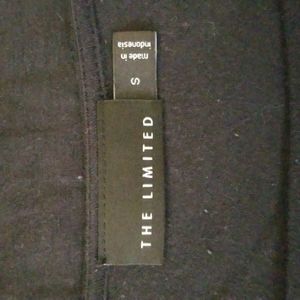 THE LIMITED
S
made in
indonesia